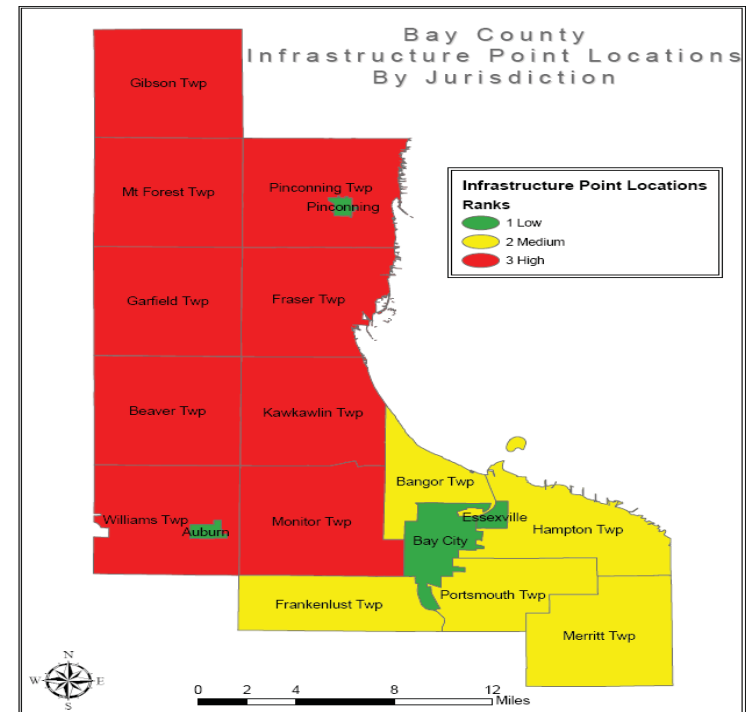 Bay County
Infrastructure Point Locations
By Jurisdiction
Gibson Twp
Mt Forest Twp
Pinconning Twp
Pinconning
Infrastructure Point Locations
Ranks
1 Low
2 Medium
3 High
Garfield Twp
Fraser Twp
Beaver Twp
Kawkawlin Twp
Bangor Twp
Williams Twp
Auburn
Monitor Twp
Essexville
Bay City
Hampton Twp
Frankenlust Twp
Portsmouth Twp
Merritt Twp
N
W
E
S
0 2 4 8 12
Miles